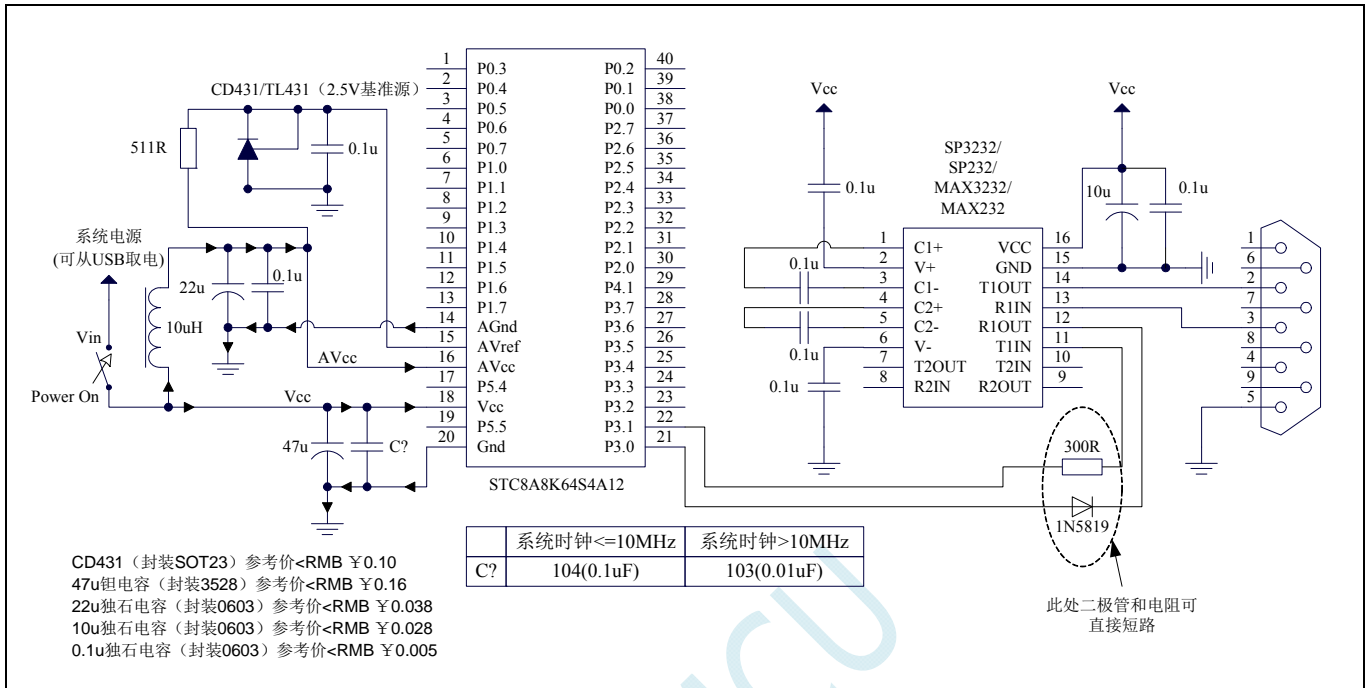 CD431/TL431（2.5V基准源）
511R
0.1u
系统电源
(可从USB取电)
22u
0.1u
10uH
Vin
Power On
AVcc
Vcc
47u
C?
1 P0.3
2 P0.4
3 P0.5
4 P0.6
5 P0.7
6 P1.0
7 P1.1
8 P1.2
9 P1.3
10 P1.4
11 P1.5
12 P1.6
13 P1.7
14 AGnd
15 AVref
16 AVcc
17 P5.4
18 Vcc
19 P5.5
20 Gnd
P0.2 40
P0.1 39
P0.0 38
P2.7 37
P2.6 36
P2.5 35
P2.4 34
P2.3 33
P2.2 32
P2.1 31
P2.0 30
P4.1 29
P3.7 28
P3.6 27
P3.5 26
P3.4 25
P3.3 24
P3.2 23
P3.1 22
P3.0 21
STC8A8K64S4A12
Vcc
0.1u
0.1u
0.1u
0.1u
SP3232/
SP232/
MAX3232/
MAX232
1 C1+
2 V+
3 C1-
4 C2+
5 C2-
6 V-
7 T2OUT
8 R2IN
VCC 16
GND 15
T1OUT 14
R1IN 13
R1OUT 12
T1IN 11
T2IN 10
R2OUT 9
Vcc
10u
0.1u
1
6
2
7
3
8
4
9
5
300R
1N5819
此处二极管和电阻可
直接短路
系统时钟<=10MHz 系统时钟>10MHz
C? 104(0.1uF) 103(0.01uF)
CD431（封装SOT23）参考价<RMB ￥0.10
47u钽电容（封装3528）参考价<RMB ￥0.16
22u独石电容（封装0603）参考价<RMB ￥0.038
10u独石电容（封装0603）参考价<RMB ￥0.028
0.1u独石电容（封装0603）参考价<RMB ￥0.005